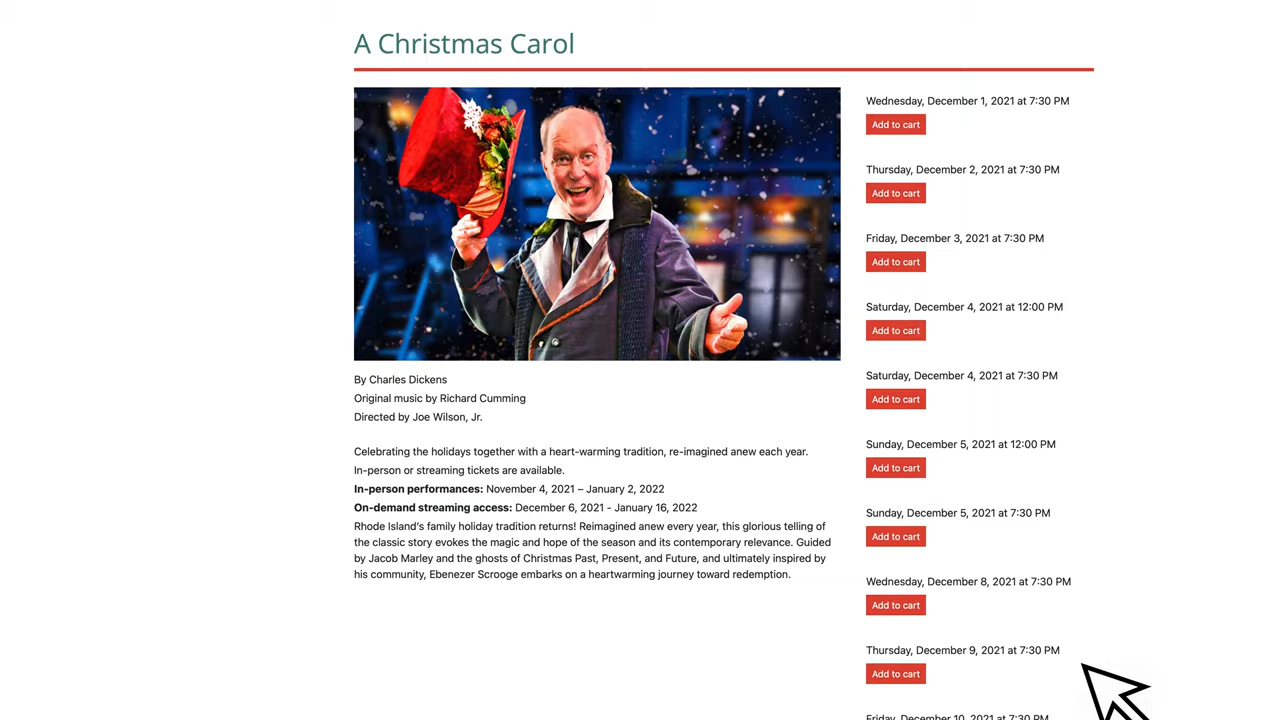 A Christmas Carol
By Charles Dickens
Original music by Richard Cumming
Directed by Joe Wilson, Jr.
Celebrating the holidays together with a heart-warming tradition, re-imagined anew each year.
In-person or streaming tickets are available.
In-person performances: November 4, 2021 – January 2, 2022
On-demand streaming access: December 6, 2021 - January 16, 2022
Rhode Island's family holiday tradition returns! Reimagined anew every year, this glorious telling of
the classic story evokes the magic and hope of the season and its contemporary relevance. Guided
by Jacob Marley and the ghosts of Christmas Past, Present, and Future, and ultimately inspired by
his community, Ebenezer Scrooge embarks on a heartwarming journey toward redemption.
Wednesday, December 1, 2021 at 7:30 PM
Add to cart
Thursday, December 2, 2021 at 7:30 PM
Add to cart
Friday, December 3, 2021 at 7:30 PM
Add to cart
Saturday, December 4, 2021 at 12:00 PM
Add to cart
Saturday, December 4, 2021 at 7:30 PM
Add to cart
Sunday, December 5, 2021 at 12:00 PM
Add to cart
Sunday, December 5, 2021 at 7:30 PM
Add to cart
Wednesday, December 8, 2021 at 7:30 PM
Add to cart
Thursday, December 9, 2021 at 7:30 PM
Add to cart
Friday, December 10, 2021 at 7:30 PM